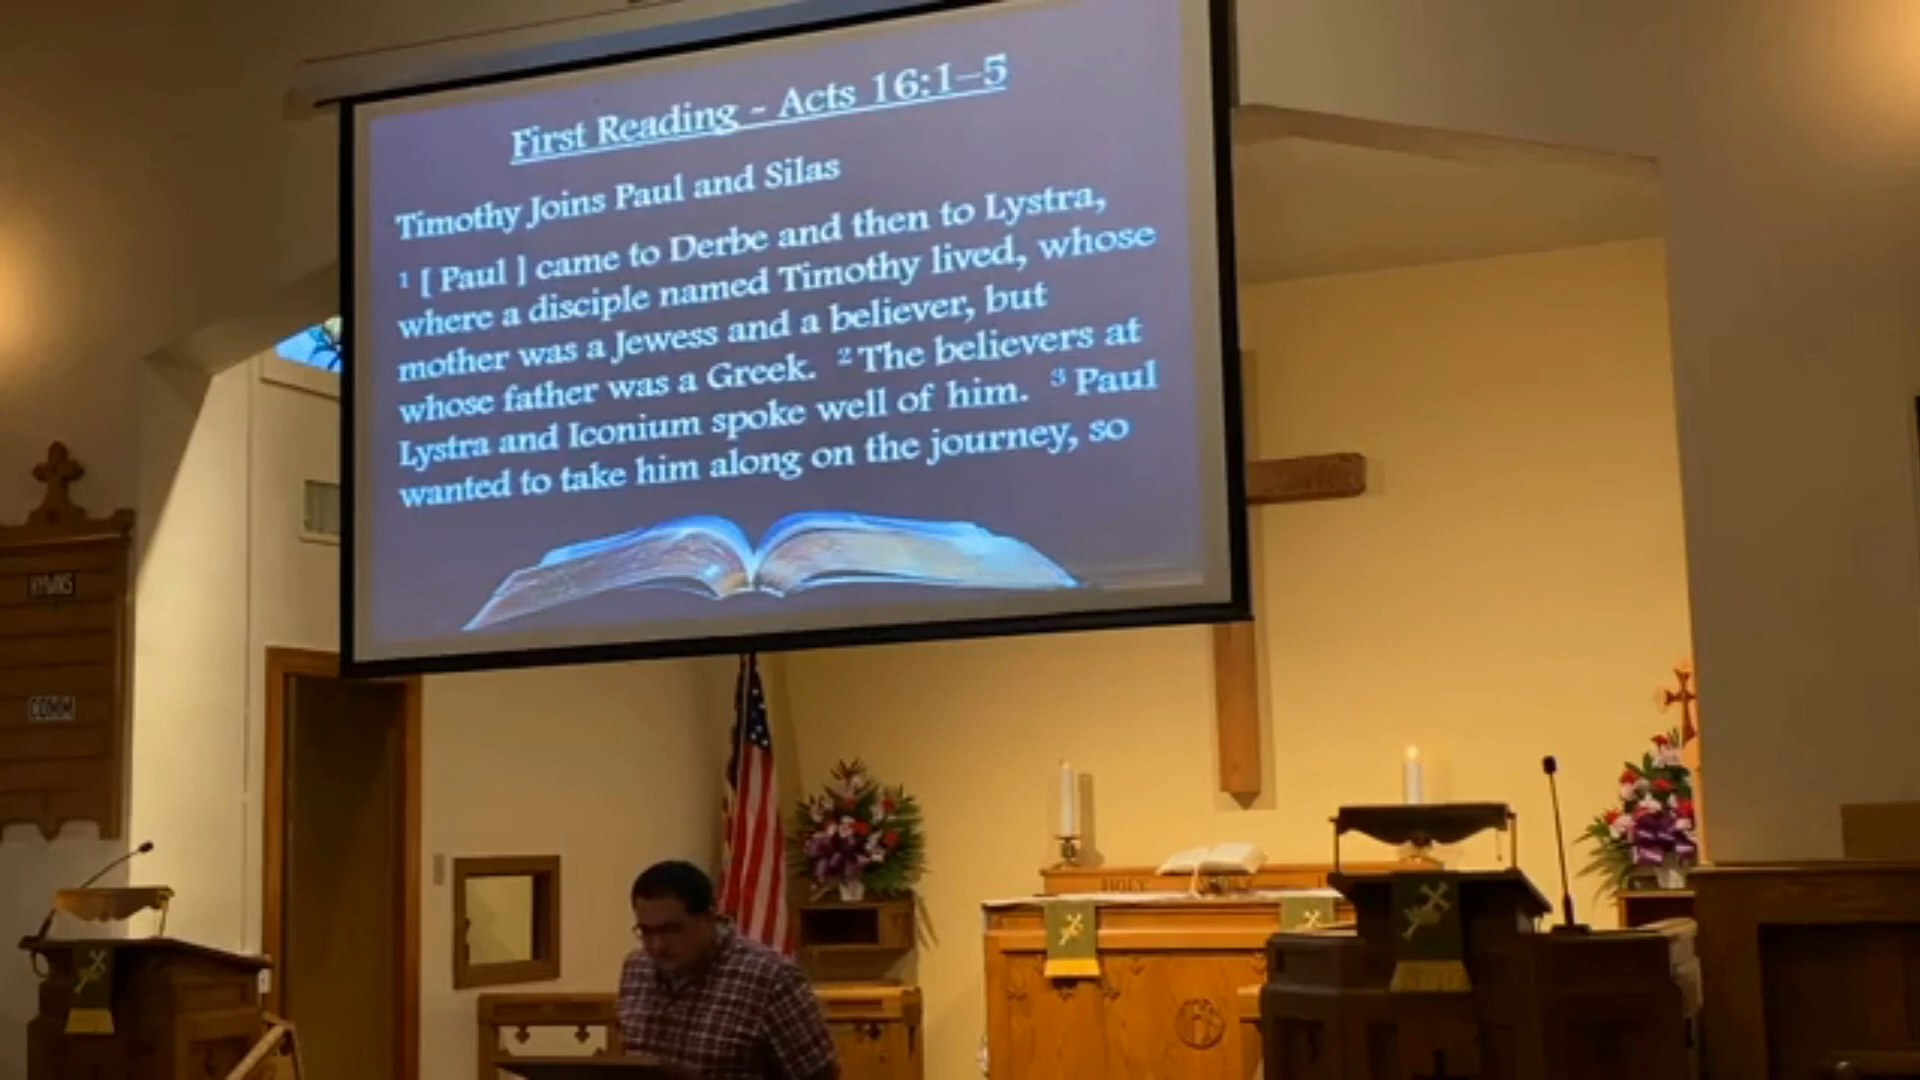 First Reading - Acts 16:1–5
Timothy Joins Paul and Silas
1 [ Paul ] came to Derbe and then to Lystra,
where a disciple named Timothy lived, whose
mother was a Jewess and a believer, but
whose father was a Greek. 2 The believers at
Lystra and Iconium spoke well of him. 3 Paul
wanted to take him along on the journey, so
HYMNS
COMM
HOLY HOLY
IHS